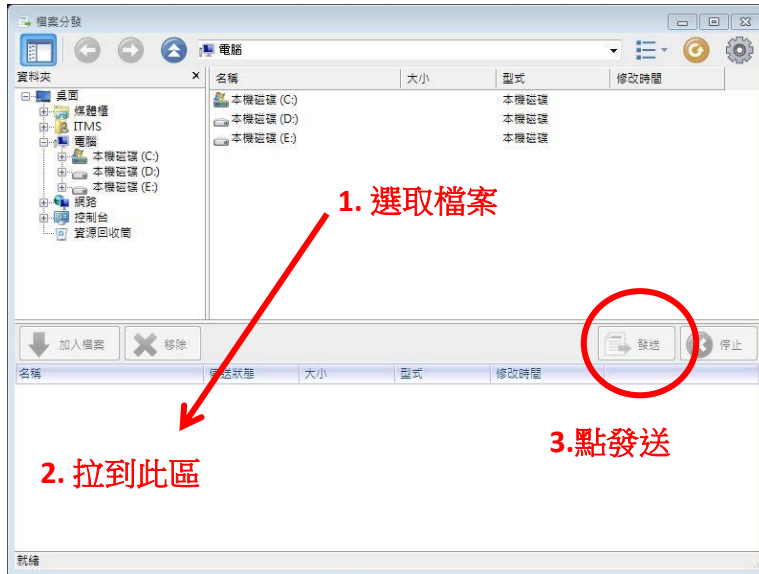 檔案分發
電腦
資料夾 ×
名稱 大小 型式 修改時間
桌面
媒體櫃
ITMS
電腦
本機磁碟 (C:)
本機磁碟 (D:)
本機磁碟 (E:)
網路
控制台
資源回收筒
本機磁碟 (C:) 本機磁碟
本機磁碟 (D:) 本機磁碟
本機磁碟 (E:) 本機磁碟
1. 選取檔案
加入檔案 移除 發送 停止
名稱 傳送狀態 大小 型式 修改時間
3.點發送
2. 拉到此區
就緒